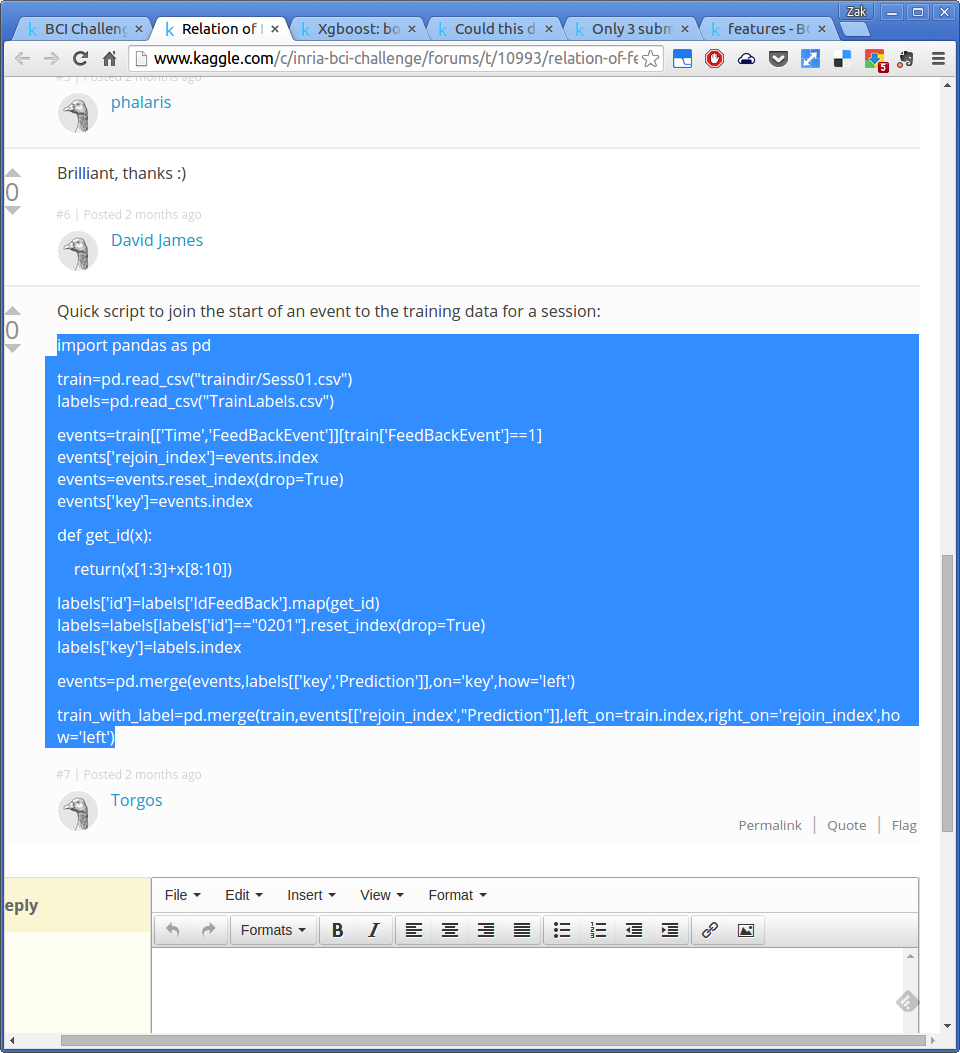 Zak
BCI Challeng
Relation of
Xgboost: bo
Could this d
Only 3 subm
features - BC
www.kaggle.com/c/inria-bci-challenge/forums/t/10993/relation-of-fe
5
#5 | Posted 2 months ago
phalaris
Brilliant, thanks :)
0
#6 | Posted 2 months ago
David James
Quick script to join the start of an event to the training data for a session:
0
import pandas as pd
train=pd.read_csv("traindir/Sess01.csv")
labels=pd.read_csv("TrainLabels.csv")
events=train[['Time','FeedBackEvent']][train['FeedBackEvent']==1]
events['rejoin_index']=events.index
events=events.reset_index(drop=True)
events['key']=events.index
def get_id(x):
return(x[1:3]+x[8:10])
labels['id']=labels['IdFeedBack'].map(get_id)
labels=labels[labels['id']=="0201"].reset_index(drop=True)
labels['key']=labels.index
events=pd.merge(events,labels[['key','Prediction']],on='key',how='left')
train_with_label=pd.merge(train,events[['rejoin_index',"Prediction"]],left_on=train.index,right_on='rejoin_index',ho
w='left')
#7 | Posted 2 months ago
Torgos
Permalink | Quote | Flag
eply
File Edit Insert View Format
Formats B I